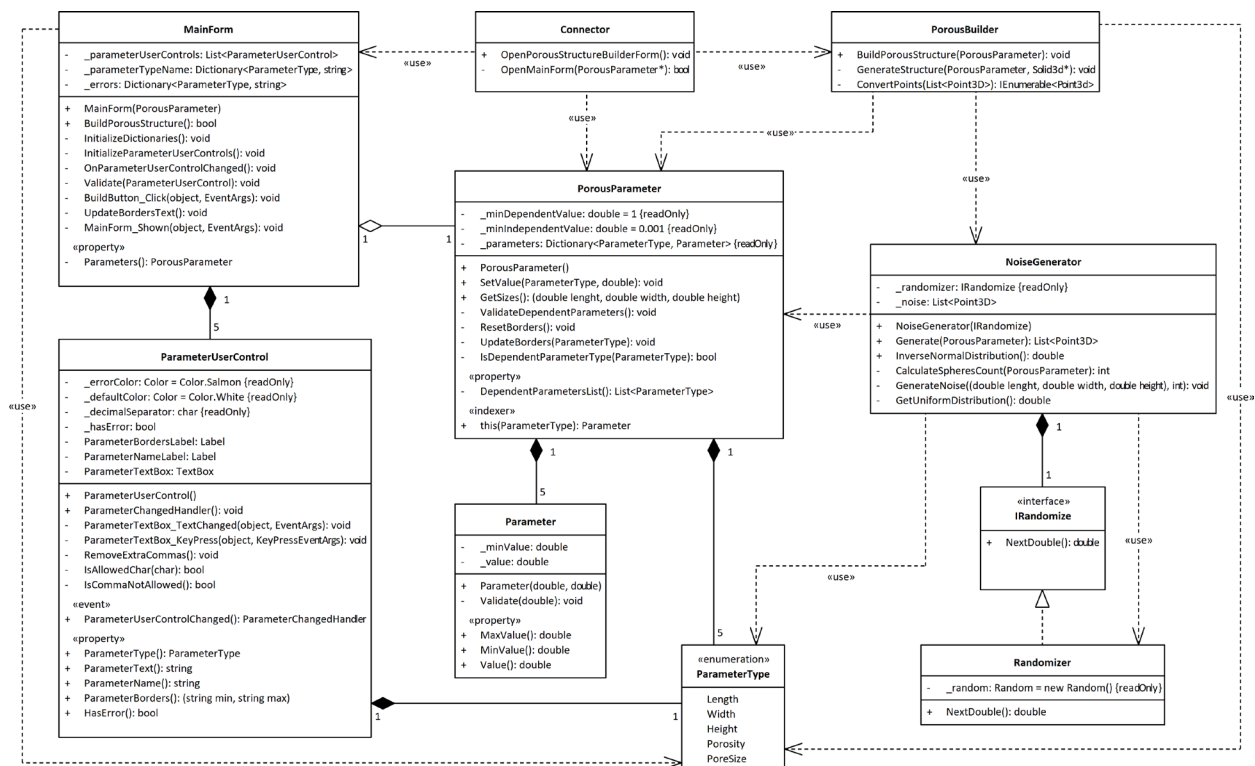 MainForm
- _parameterUserControls: List<ParameterUserControl>
- _parameterTypeName: Dictionary<ParameterType, string>
- _errors: Dictionary<ParameterType, string>
+ MainForm(PorousParameter)
+ BuildPorousStructure(): bool
- InitializeDictionaries(): void
- InitializeParameterUserControls(): void
- OnParameterUserControlChanged(): void
- Validate(ParameterUserControl): void
- BuildButton_Click(object, EventArgs): void
- UpdateBordersText(): void
- MainForm_Shown(object, EventArgs): void
«property»
- Parameters(): PorousParameter
Connector
+ OpenPorousStructureBuilderForm(): void
- OpenMainForm(PorousParameter*): bool
PorousBuilder
+ BuildPorousStructure(PorousParameter): void
- GenerateStructure(PorousParameter, Solid3d*): void
- ConvertPoints(List<Point3D>): IEnumerable<Point3d>
«use»
«use»
«use»
«use»
«use»
1
1
PorousParameter
- _minDependentValue: double = 1 {readOnly}
- _minIndependentValue: double = 0.001 {readOnly}
- _parameters: Dictionary<ParameterType, Parameter> {readOnly}
+ PorousParameter()
+ SetValue(ParameterType, double): void
+ GetSizes(): (double lenght, double width, double height)
- ValidateDependentParameters(): void
- ResetBorders(): void
- UpdateBorders(ParameterType): void
- IsDependentParameterType(ParameterType): bool
«property»
- DependentParametersList(): List<ParameterType>
«indexer»
+ this(ParameterType): Parameter
NoiseGenerator
- _randomizer: IRandomize {readOnly}
- _noise: List<Point3D>
+ NoiseGenerator(IRandomize)
+ Generate(PorousParameter): List<Point3D>
+ InverseNormalDistribution(): double
- CalculateSpheresCount(PorousParameter): int
- GenerateNoise((double lenght, double width, double height), int): void
- GetUniformDistribution(): double
«use»
1
5
ParameterUserControl
- _errorColor: Color = Color.Salmon {readOnly}
- _defaultColor: Color = Color.White {readOnly}
- _decimalSeparator: char {readOnly}
- _hasError: bool
- ParameterBordersLabel: Label
- ParameterNameLabel: Label
- ParameterTextBox: TextBox
+ ParameterUserControl()
+ ParameterChangedHandler(): void
- ParameterTextBox_TextChanged(object, EventArgs): void
- ParameterTextBox_KeyPress(object, KeyPressEventArgs): void
- RemoveExtraCommas(): void
- IsAllowedChar(char): bool
- IsCommaNotAllowed(): bool
«event»
+ ParameterUserControlChanged(): ParameterChangedHandler
«property»
+ ParameterType(): ParameterType
+ ParameterText(): string
+ ParameterName(): string
+ ParameterBorders(): (string min, string max)
+ HasError(): bool
«use»
«use»
1
5
1
5
1
1
Parameter
- _minValue: double
- _value: double
+ Parameter(double, double)
- Validate(double): void
«property»
+ MaxValue(): double
+ MinValue(): double
+ Value(): double
«interface»
IRandomize
+ NextDouble(): double
«use»
«use»
1
1
«enumeration»
ParameterType
Length
Width
Height
Porosity
PoreSize
Randomizer
- _random: Random = new Random() {readOnly}
+ NextDouble(): double